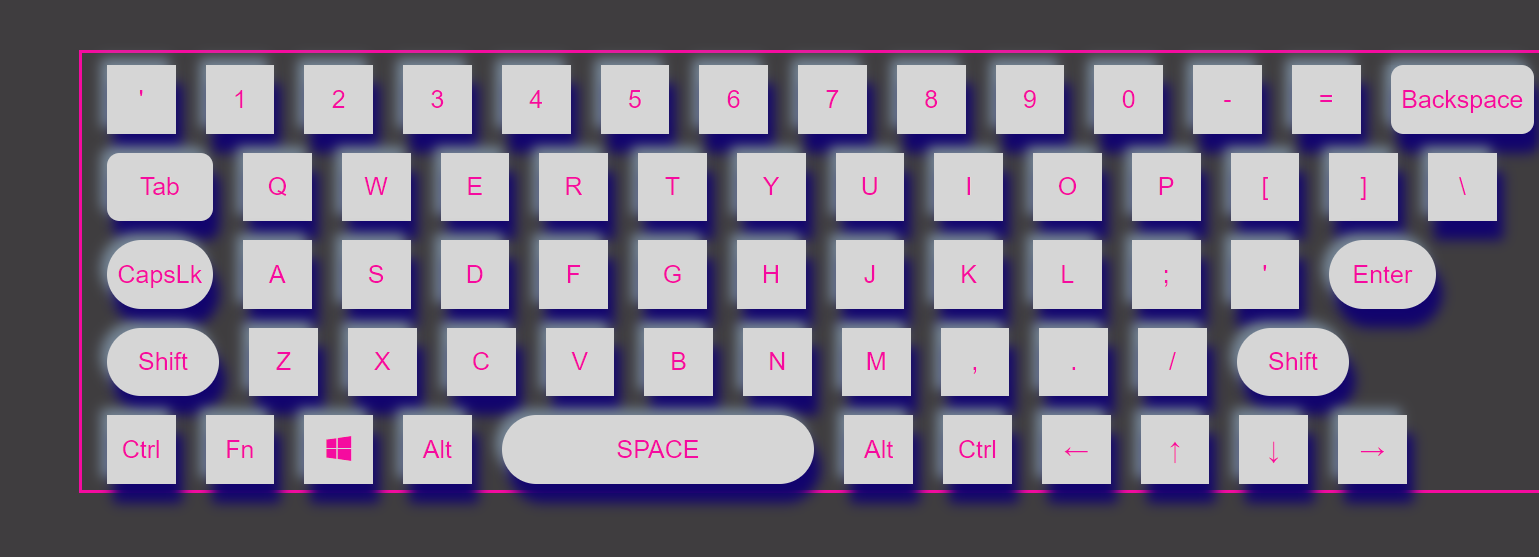 ' 1 2 3 4 5 6 7 8 9 0 - = Backspace
Tab Q W E R T Y U I O P [ ] \
CapsLk A S D F G H J K L ; ' Enter
Shift Z X C V B N M , . / Shift
Ctrl Fn Alt SPACE Alt Ctrl ← ↑ ↓ →